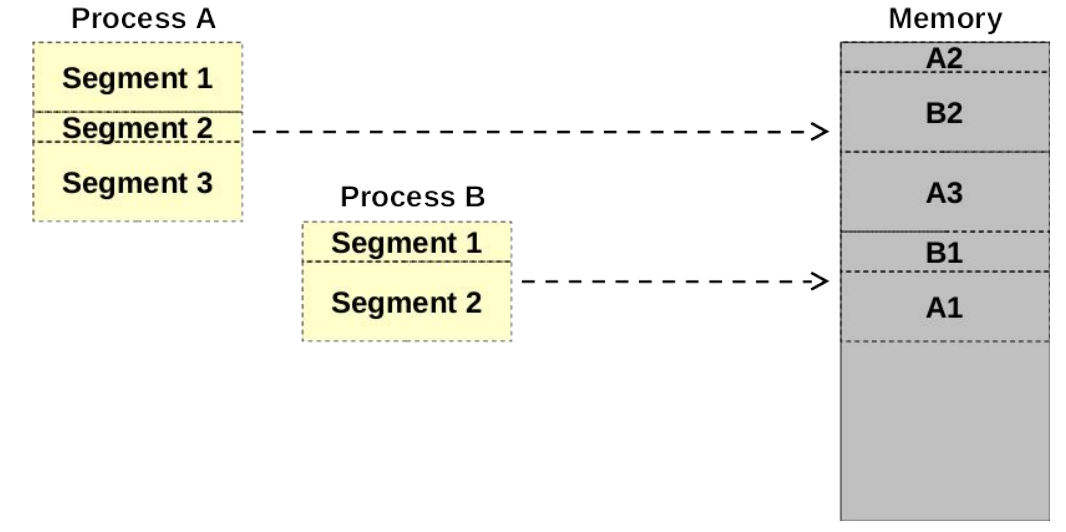 Process A
Segment 1
Segment 2
Segment 3
Process B
Segment 1
Segment 2
Memory
A2
B2
A3
B1
A1